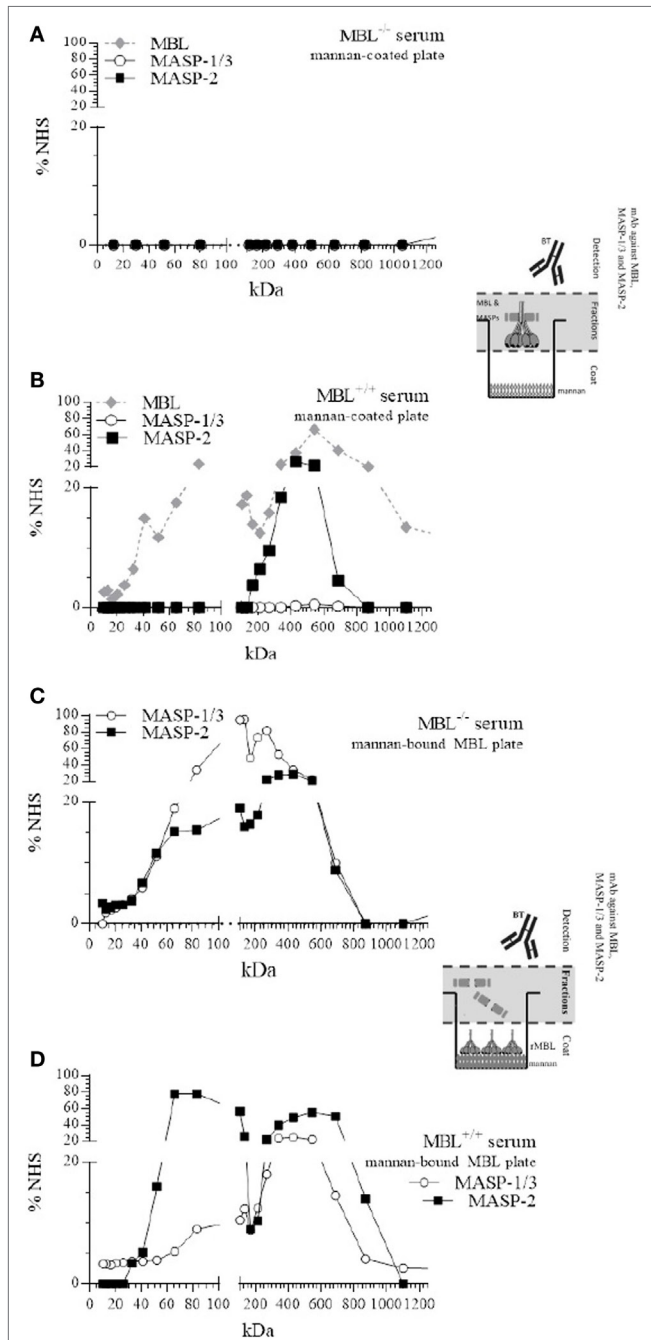 A
MBL
MASP-1/3
MASP-2
MBL-/- serum
mannan-coated plate
100
80
60
40
20
20
0
% NHS
0 20 40 60 80 100 200 400 600 800 1000 1200
kDa
mAb against MBL,
MASP-1/3 and MASP-2
BT
Detection
MBL &
MASPs
Fractions
Coat
mannan
B
MBL
MASP-1/3
MASP-2
MBL+/+ serum
mannan-coated plate
100
80
60
40
20
20
0
% NHS
0 20 40 60 80 100 200 400 600 800 1000 1200
kDa
C
MASP-1/3
MASP-2
MBL-/- serum
mannan-bound MBL plate
100
80
60
40
20
20
0
% NHS
0 20 40 60 80 100 200 400 600 800 1000 1200
kDa
mAb against MBL,
MASP-1/3 and MASP-2
BT
Detection
Fractions
Coat
rMBL
mannan
D
MBL+/+ serum
mannan-bound MBL plate
MASP-1/3
MASP-2
100
80
60
40
20
20
0
% NHS
0 20 40 60 80 100 200 400 600 800 1000 1200
kDa